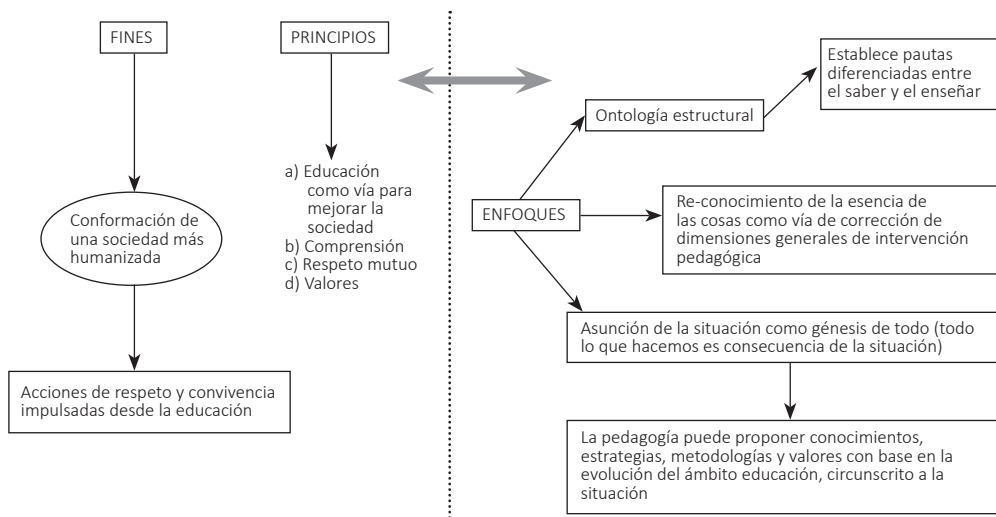 FINES
Conformación de
una sociedad más
humanizada
Acciones de respeto y convivencia
impulsadas desde la educación
PRINCIPIOS
a) Educación
como vía para
mejorar la
sociedad
b) Comprensión
c) Respeto mutuo
d) Valores
ENFOQUES
Ontología estructural
Establece pautas
diferenciadas entre
el saber y el enseñar
Re-conocimiento de la esencia de
las cosas como vía de corrección de
dimensiones generales de intervención
pedagógica
Asunción de la situación como génesis de todo (todo
lo que hacemos es consecuencia de la situación)
La pedagogía puede proponer conocimientos,
estrategias, metodologías y valores con base en la
evolución del ámbito educación, circunscrito a la
situación